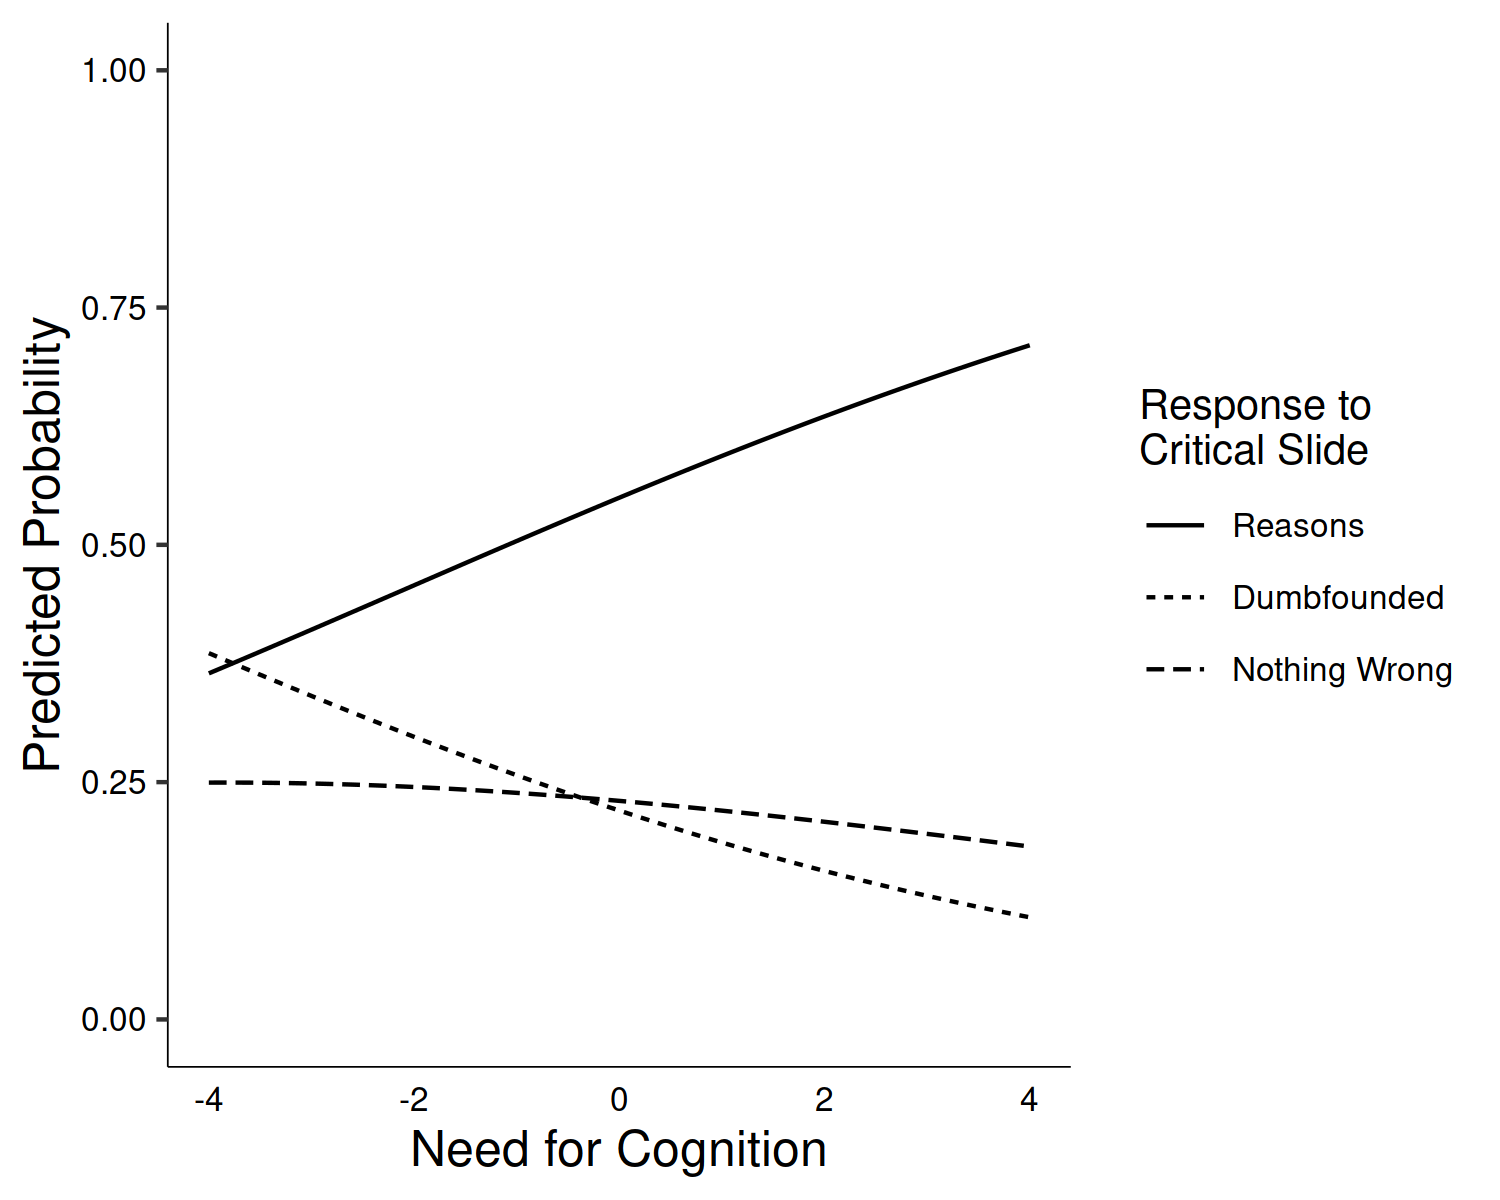 1.00
0.75
0.50
0.25
0.00
Predicted Probability
-4 -2 0 2 4
Need for Cognition
Response to
Critical Slide
Reasons
Dumbfounded
Nothing Wrong